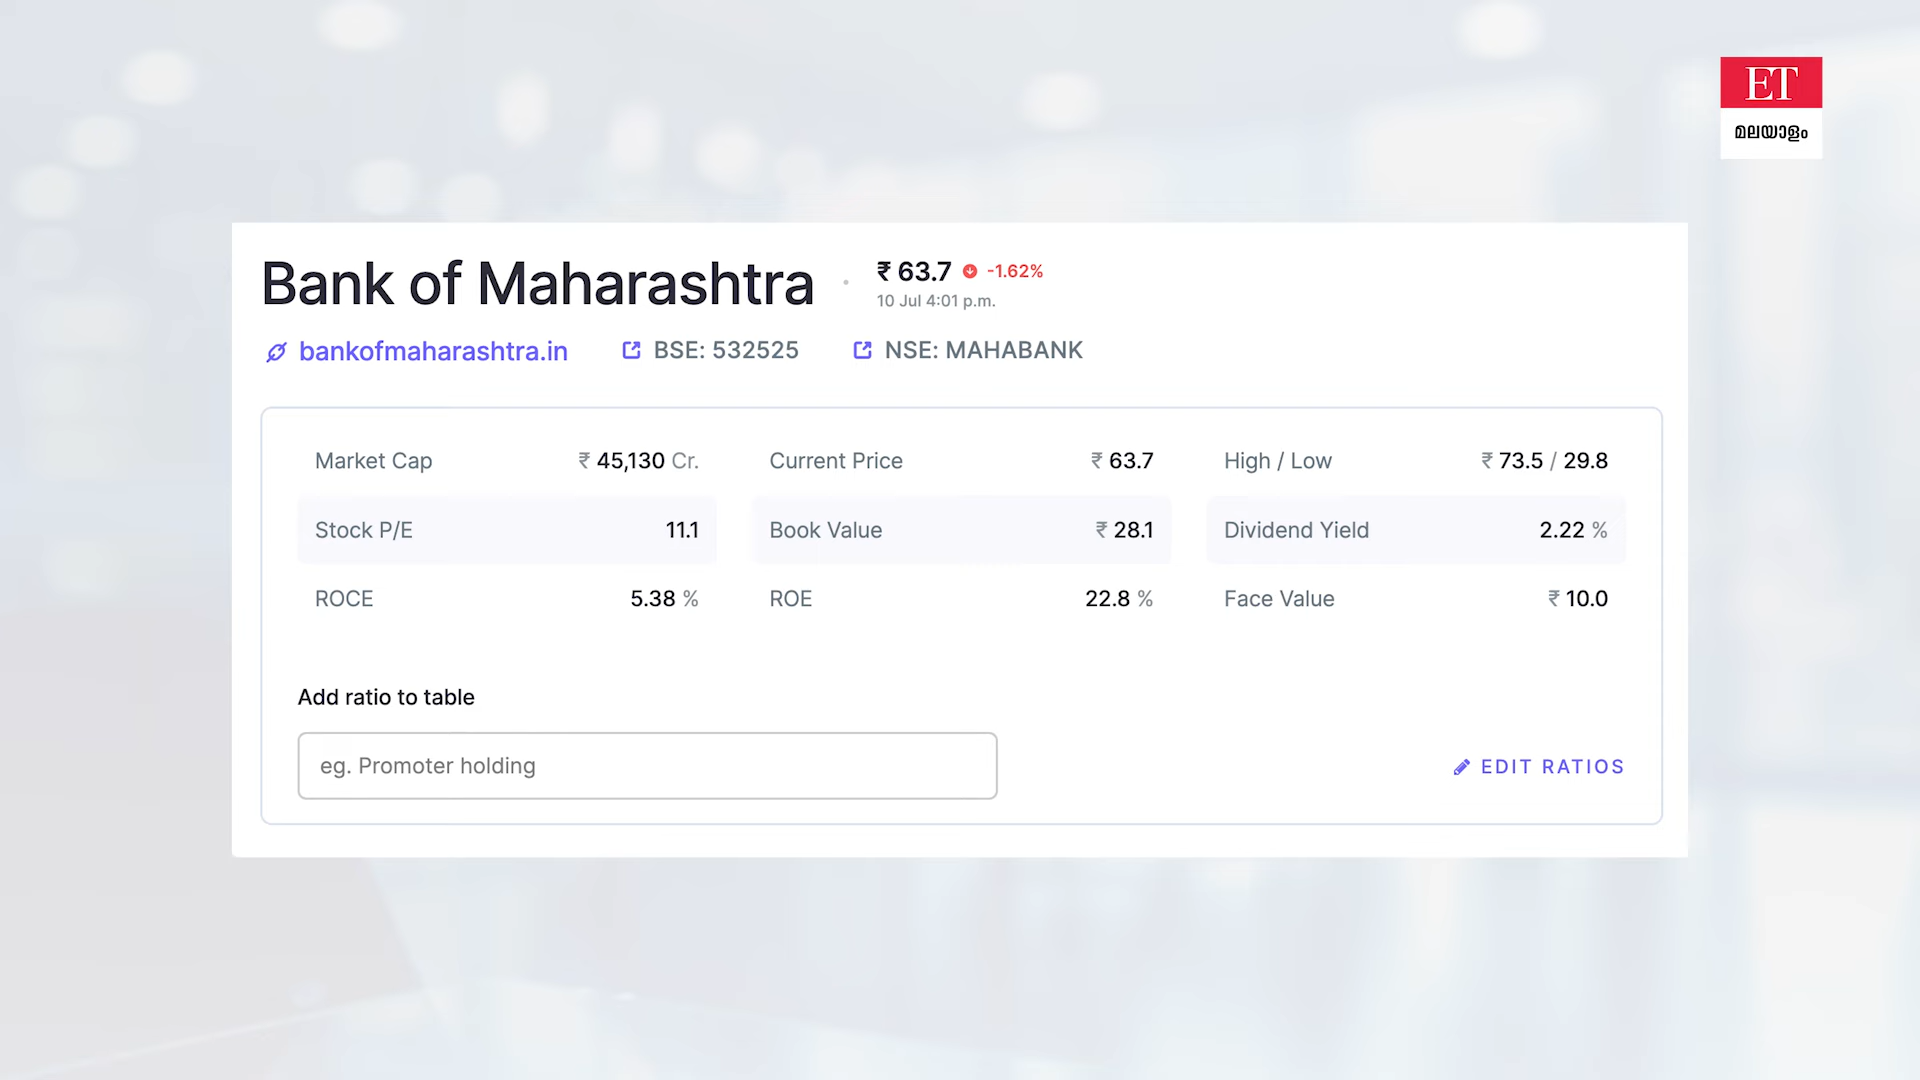 ET
മലയാളം
Bank of Maharashtra
₹ 63.7 -1.62%
10 Jul 4:01 p.m.
bankofmaharashtra.in BSE: 532525 NSE: MAHABANK
Market Cap ₹ 45,130 Cr. Current Price ₹ 63.7 High / Low ₹ 73.5 / 29.8
Stock P/E 11.1 Book Value ₹ 28.1 Dividend Yield 2.22 %
ROCE 5.38 % ROE 22.8 % Face Value ₹ 10.0
Add ratio to table
eg. Promoter holding
EDIT RATIOS